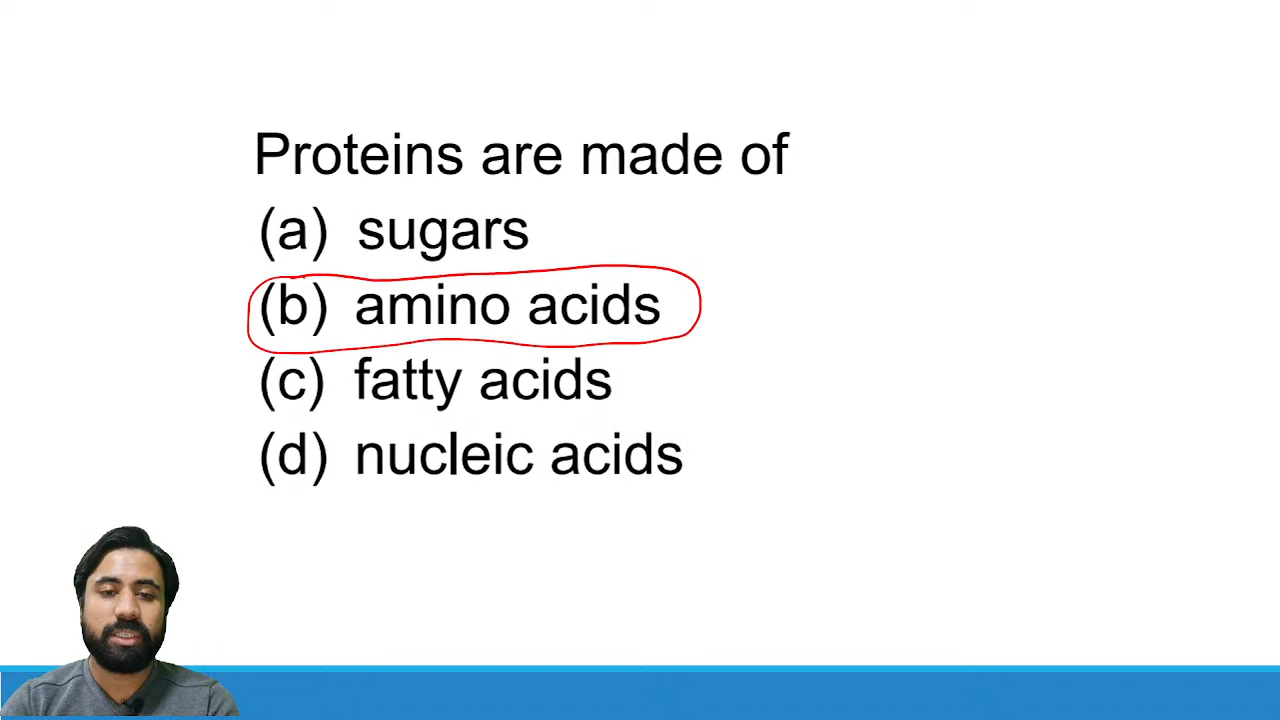 Proteins are made of
(a) sugars
(b) amino acids
(c) fatty acids
(d) nucleic acids